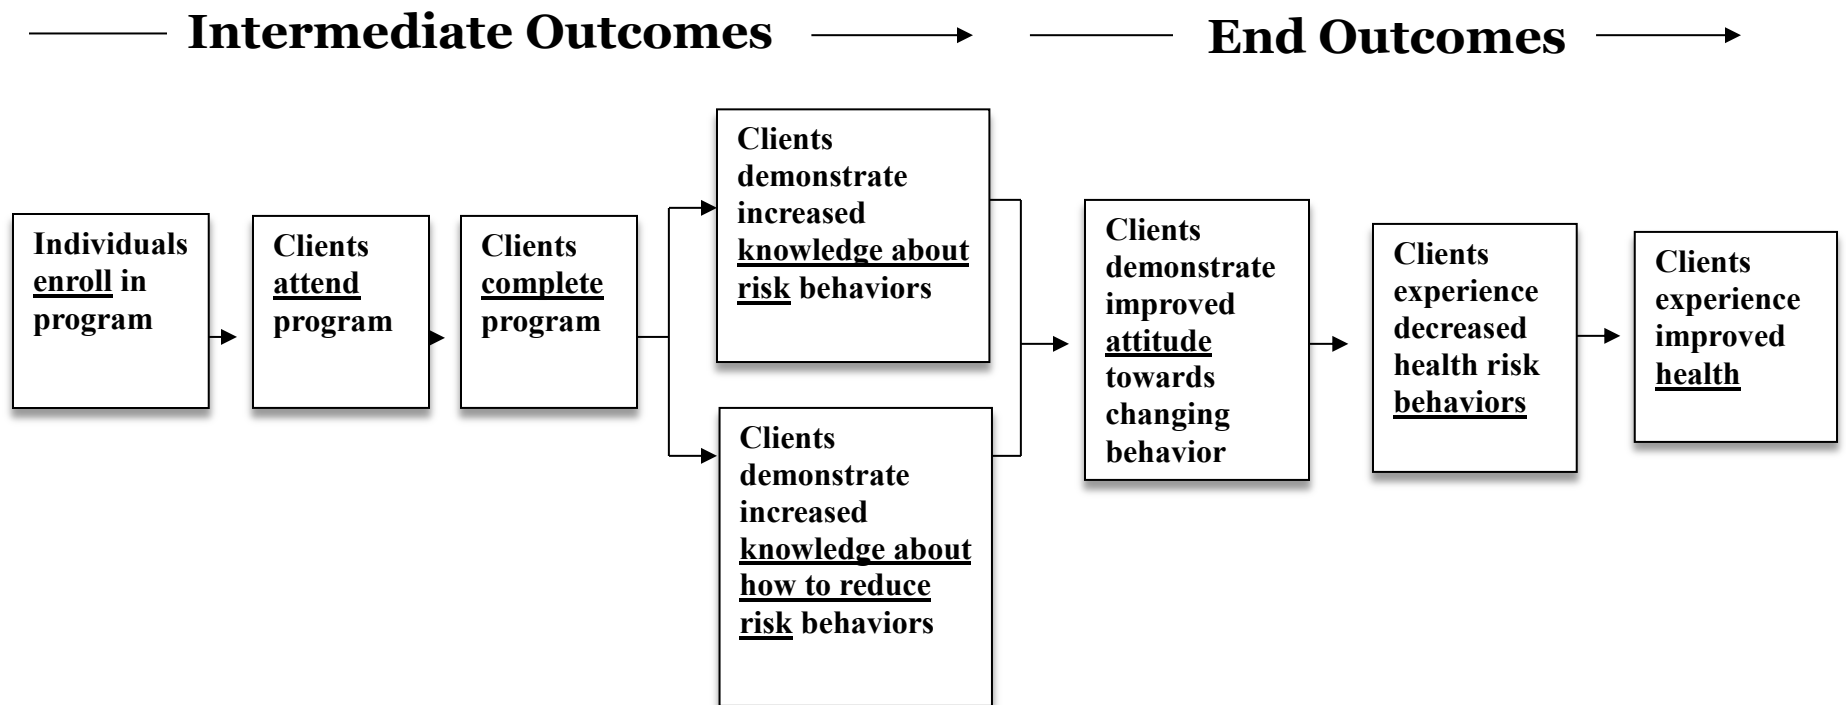 Intermediate Outcomes
End Outcomes
Individuals
enroll in
program
Clients
attend
program
Clients
complete
program
Clients
demonstrate
increased
knowledge about
risk behaviors
Clients
demonstrate
increased
knowledge about
how to reduce
risk behaviors
Clients
demonstrate
improved
attitude
towards
changing
behavior
Clients
experience
decreased
health risk
behaviors
Clients
experience
improved
health